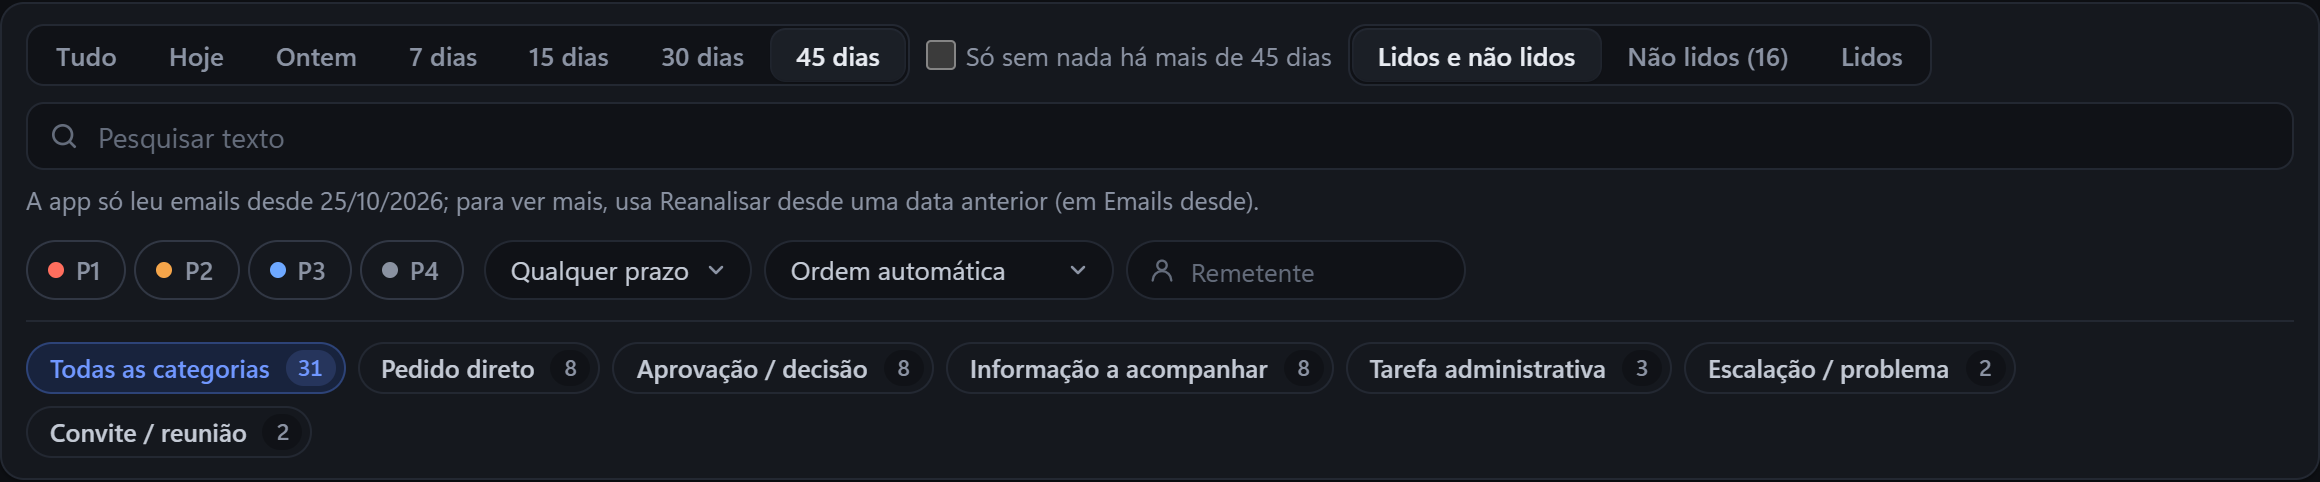 Tudo Hoje Ontem 7 dias 15 dias 30 dias 45 dias Só sem nada há mais de 45 dias Lidos e não lidos Não lidos (16) Lidos
Pesquisar texto
A app só leu emails desde 25/10/2026; para ver mais, usa Reanalisar desde uma data anterior (em Emails desde).
P1 P2 P3 P4 Qualquer prazo Ordem automática Remetente
Todas as categorias 31 Pedido direto 8 Aprovação / decisão 8 Informação a acompanhar 8 Tarefa administrativa 3 Escalação / problema 2
Convite / reunião 2